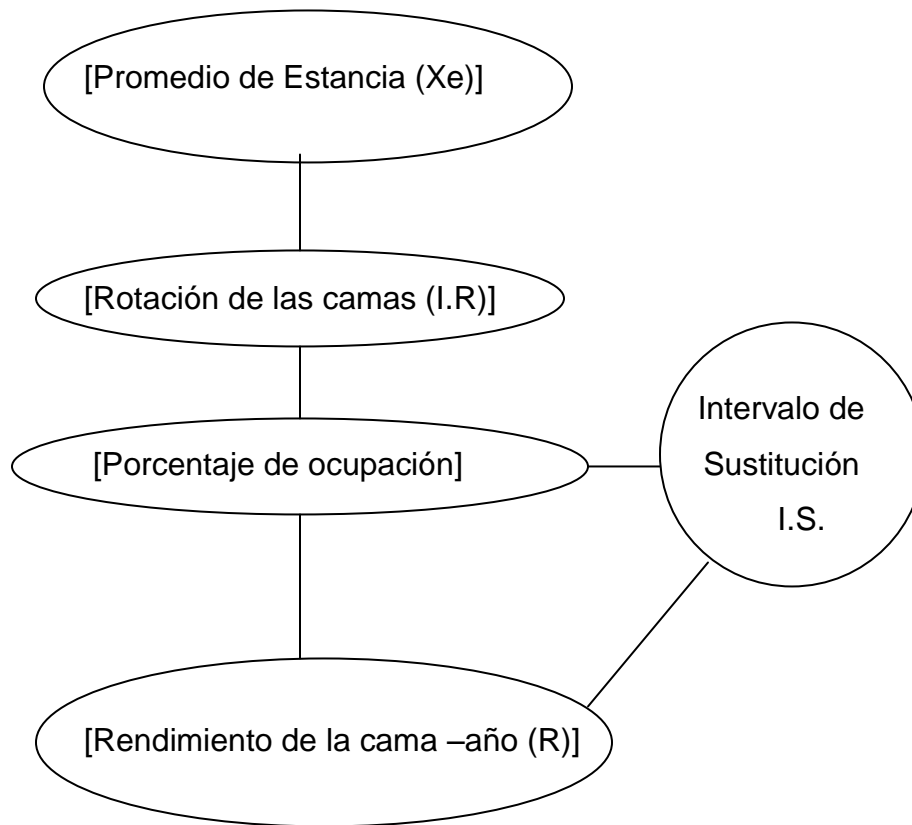 [Promedio de Estancia (Xe)]
[Rotación de las camas (I.R)]
[Porcentaje de ocupación]
Intervalo de
Sustitución
I.S.
[Rendimiento de la cama –año (R)]